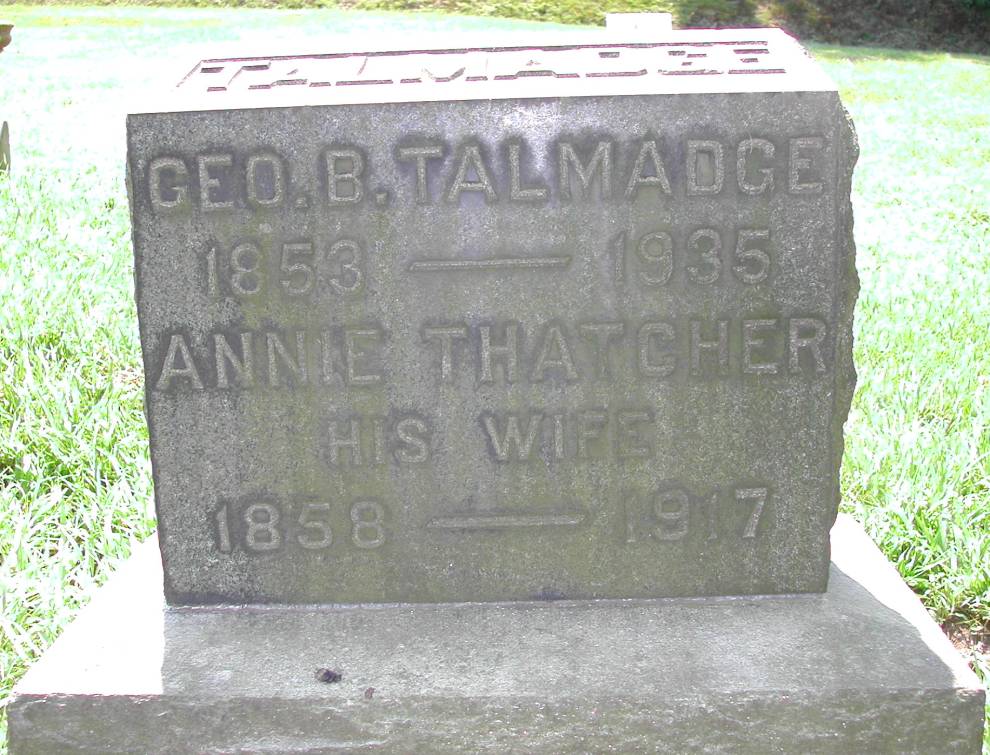 TALMADGE
GEO. B. TALMADGE
1853 — 1935
ANNIE THATCHER
HIS WIFE
1858 — 1917